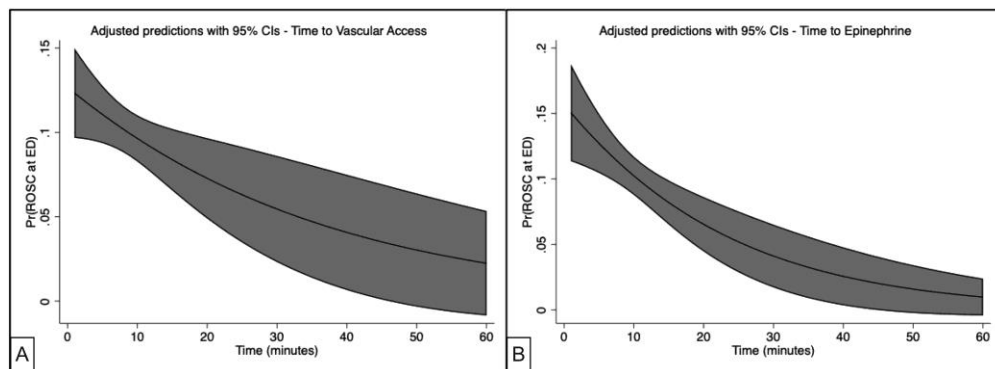 Adjusted predictions with 95% CIs - Time to Vascular Access
.15
.1
.05
0
Pr(ROSC at ED)
0 10 20 30 40 50 60
Time (minutes)
A
Adjusted predictions with 95% CIs - Time to Epinephrine
.2
.15
.1
.05
0
Pr(ROSC at ED)
0 10 20 30 40 50 60
Time (minutes)
B